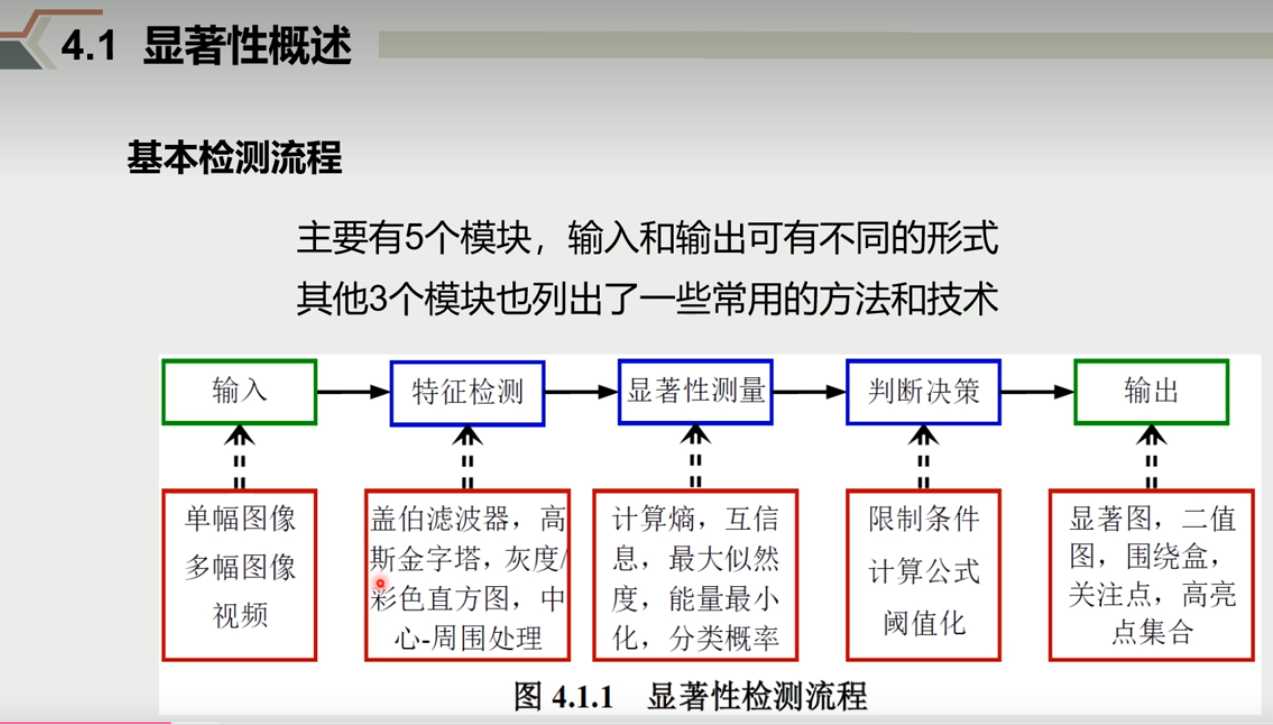 4.1 显著性概述
基本检测流程
主要有5个模块，输入和输出可有不同的形式
其他3个模块也列出了一些常用的方法和技术
输入
特征检测
显著性测量
判断决策
输出
单幅图像
多幅图像
视频
盖伯滤波器，高
斯金字塔，灰度/
彩色直方图，中
心-周围处理
计算熵，互信
息，最大似然
度，能量最小
化，分类概率
限制条件
计算公式
阈值化
显著图，二值
图，围绕盒，
关注点，高亮
点集合
图 4.1.1 显著性检测流程